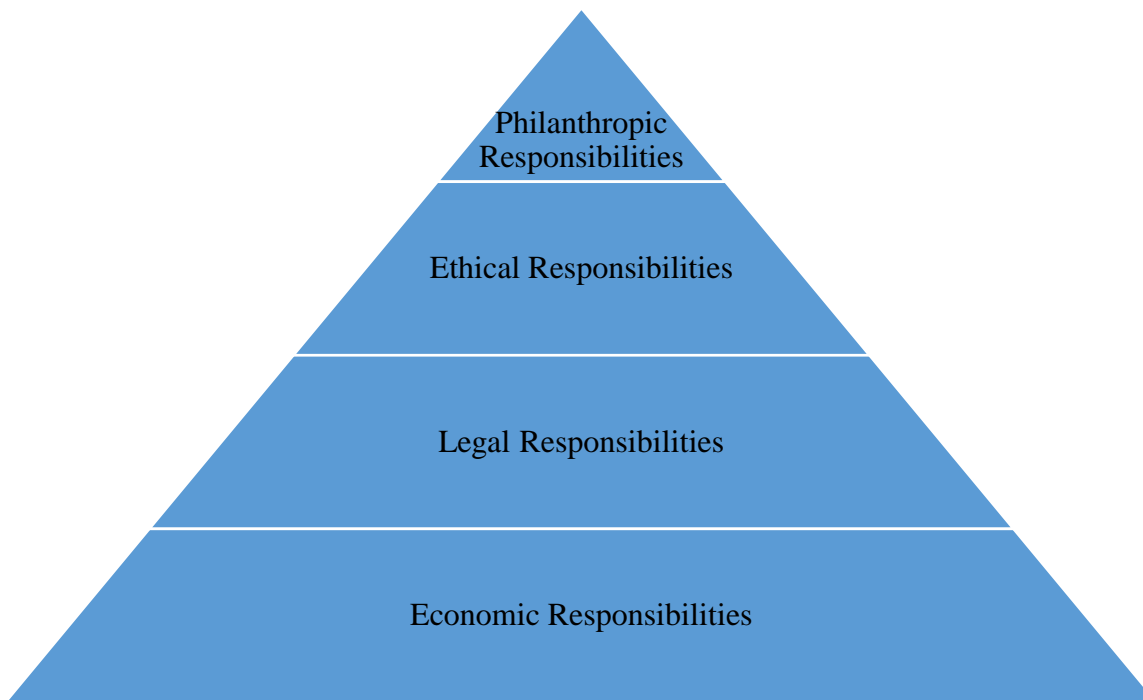 Philanthropic
Responsibilities
Ethical Responsibilities
Legal Responsibilities
Economic Responsibilities